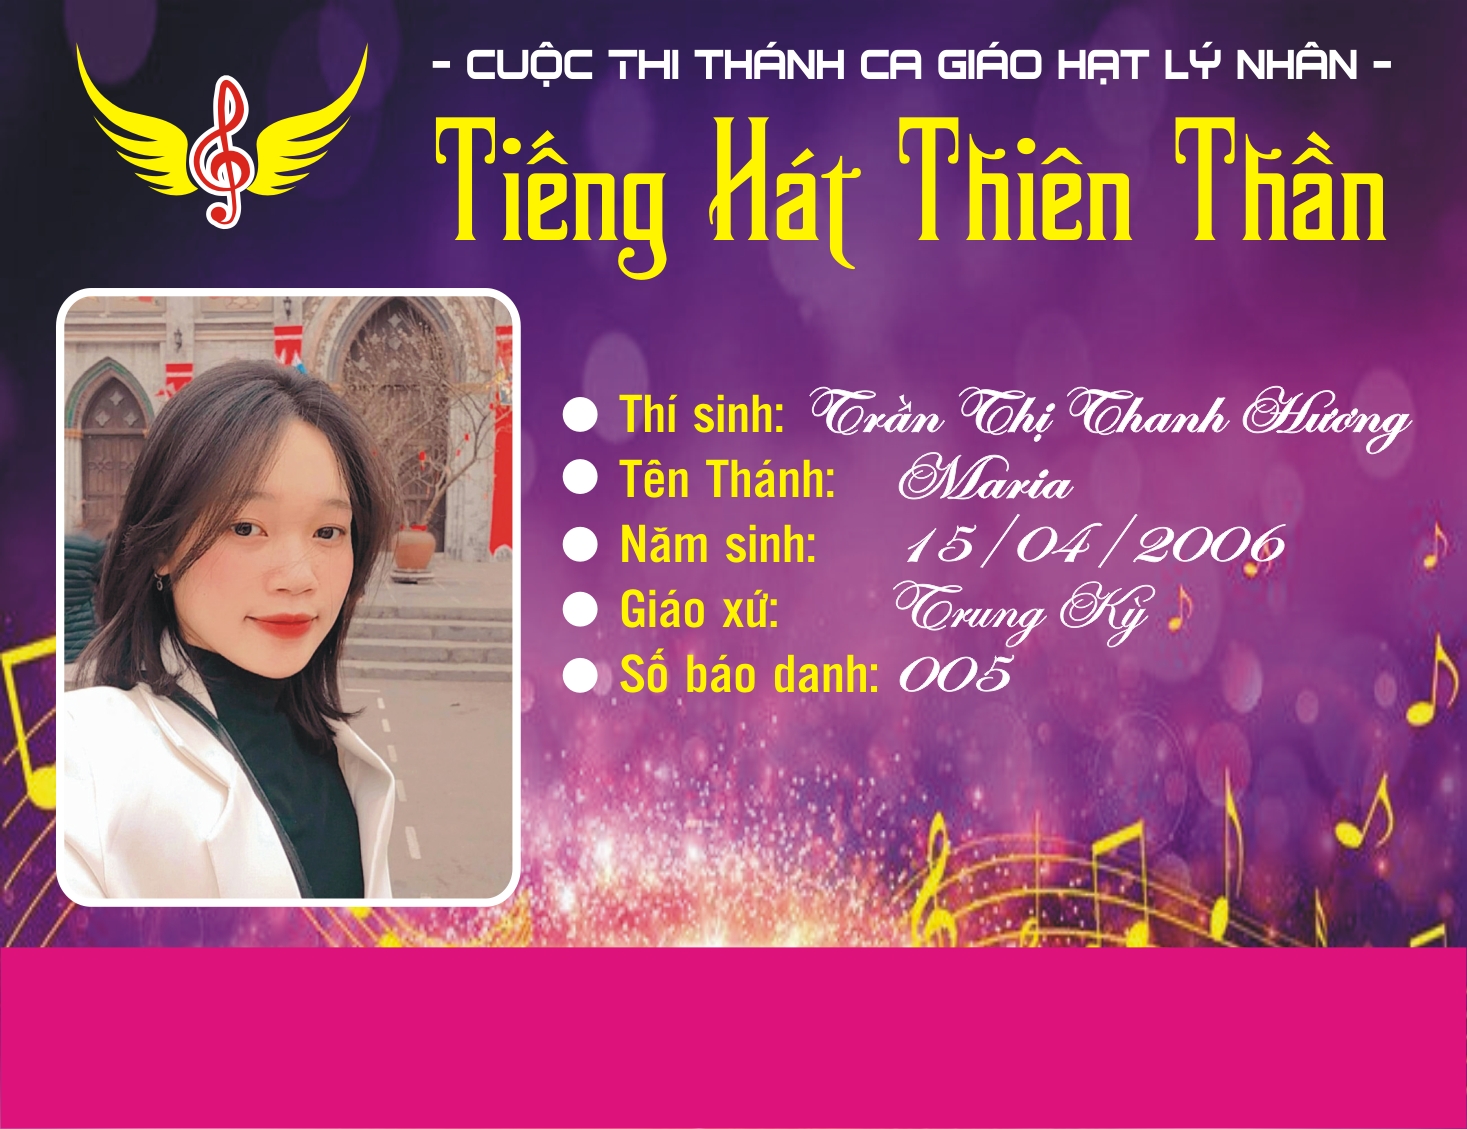 - CUỘC THI THÁNH CA GIÁO HẠT LÝ NHÂN -
Tiếng Hát Thiên Thần
Thí sinh: Trần Thị Thanh Hương
Tên Thánh: Maria
Năm sinh: 15/04/2006
Giáo xứ: Trung Kỳ
Số báo danh: 005